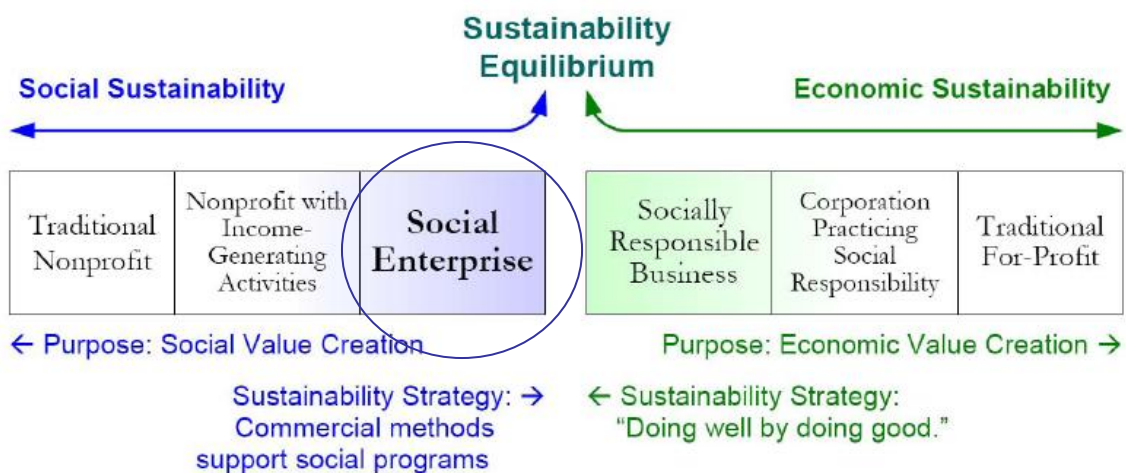 Sustainability
Equilibrium
Social Sustainability
Economic Sustainability
Traditional
Nonprofit
Nonprofit with
Income-
Generating
Activities
Social
Enterprise
Socially
Responsible
Business
Corporation
Practicing
Social
Responsibility
Traditional
For-Profit
← Purpose: Social Value Creation
Purpose: Economic Value Creation →
Sustainability Strategy: →
Commercial methods
support social programs
← Sustainability Strategy:
“Doing well by doing good.”